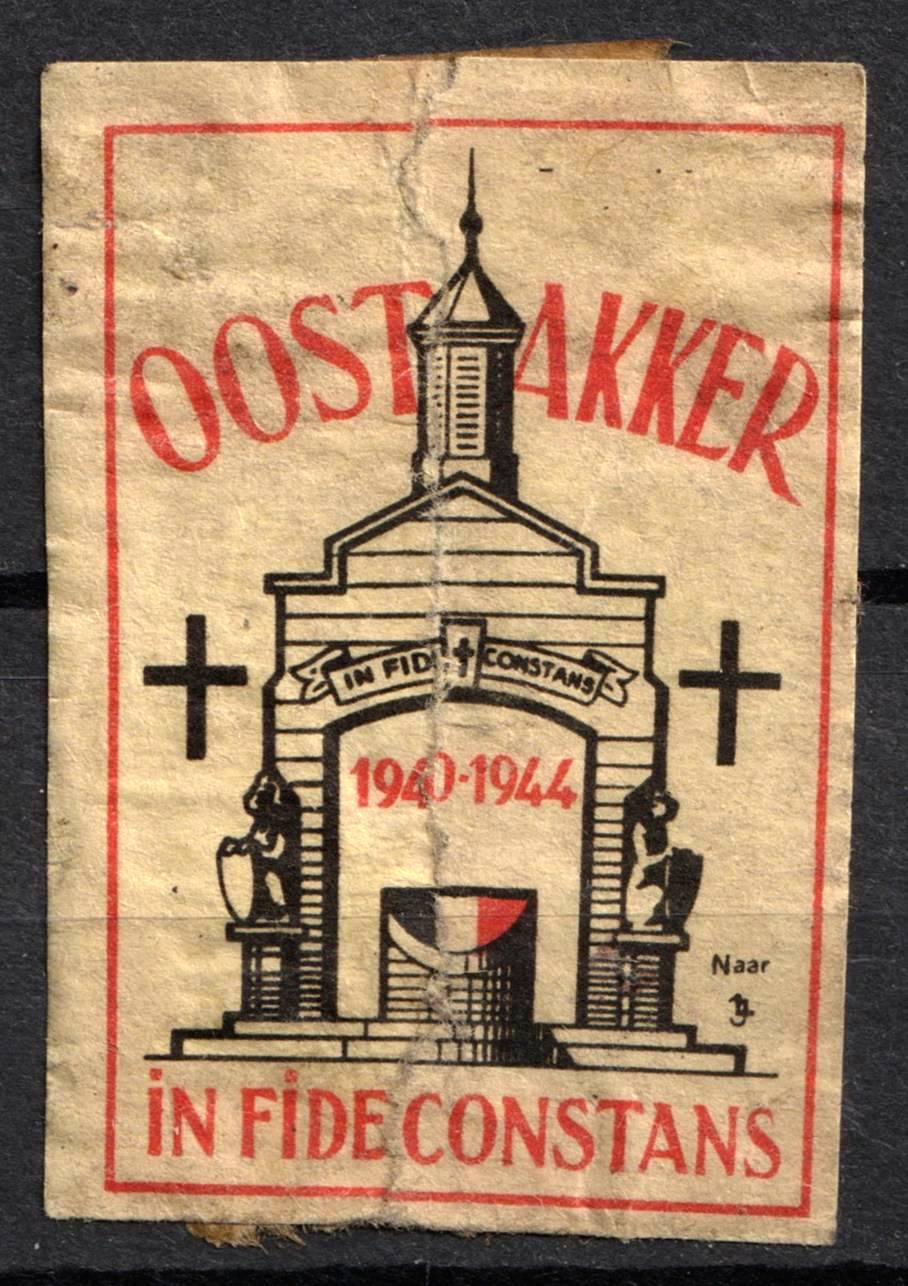 OOSTAKKER
IN FIDE CONSTANS
1940-1944
Naar
iN FiDE CONSTANS